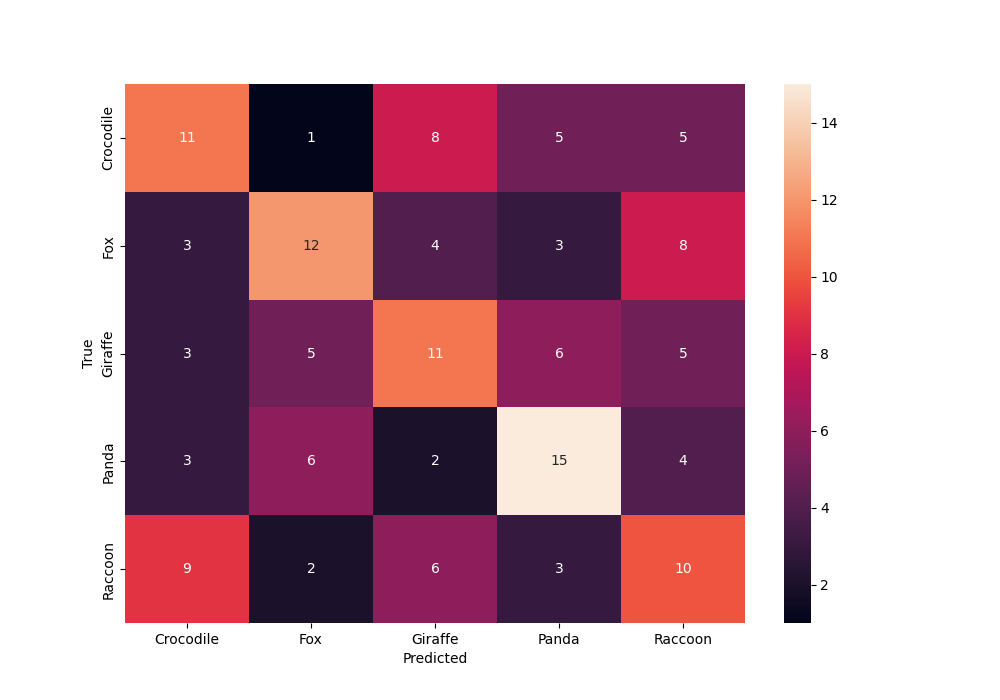 Crocodile 11 1 8 5 5
Fox 3 12 4 3 8
Giraffe 3 5 11 6 5
Panda 3 6 2 15 4
Raccoon 9 2 6 3 10
True
Crocodile Fox Giraffe Panda Raccoon
Predicted
14
12
10
8
6
4
2